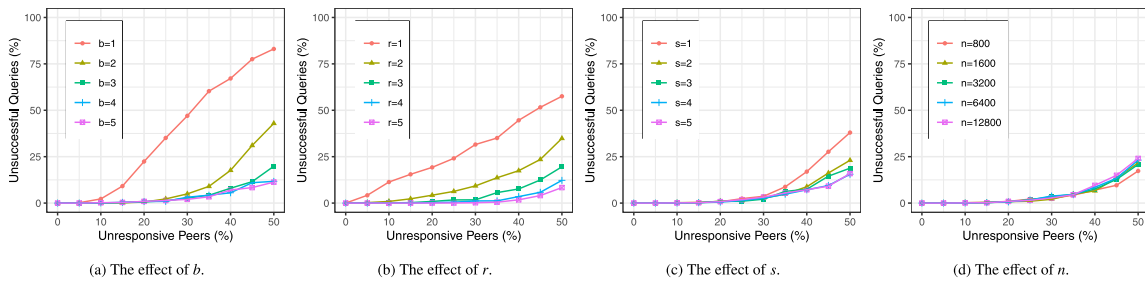 100
75
50
25
0
Unsuccessful Queries (%)
b=1
b=2
b=3
b=4
b=5
0 10 20 30 40 50
Unresponsive Peers (%)
(a) The effect of b.
100
75
50
25
0
Unsuccessful Queries (%)
r=1
r=2
r=3
r=4
r=5
0 10 20 30 40 50
Unresponsive Peers (%)
(b) The effect of r.
100
75
50
25
0
Unsuccessful Queries (%)
s=1
s=2
s=3
s=4
s=5
0 10 20 30 40 50
Unresponsive Peers (%)
(c) The effect of s.
100
75
50
25
0
Unsuccessful Queries (%)
n=800
n=1600
n=3200
n=6400
n=12800
0 10 20 30 40 50
Unresponsive Peers (%)
(d) The effect of n.